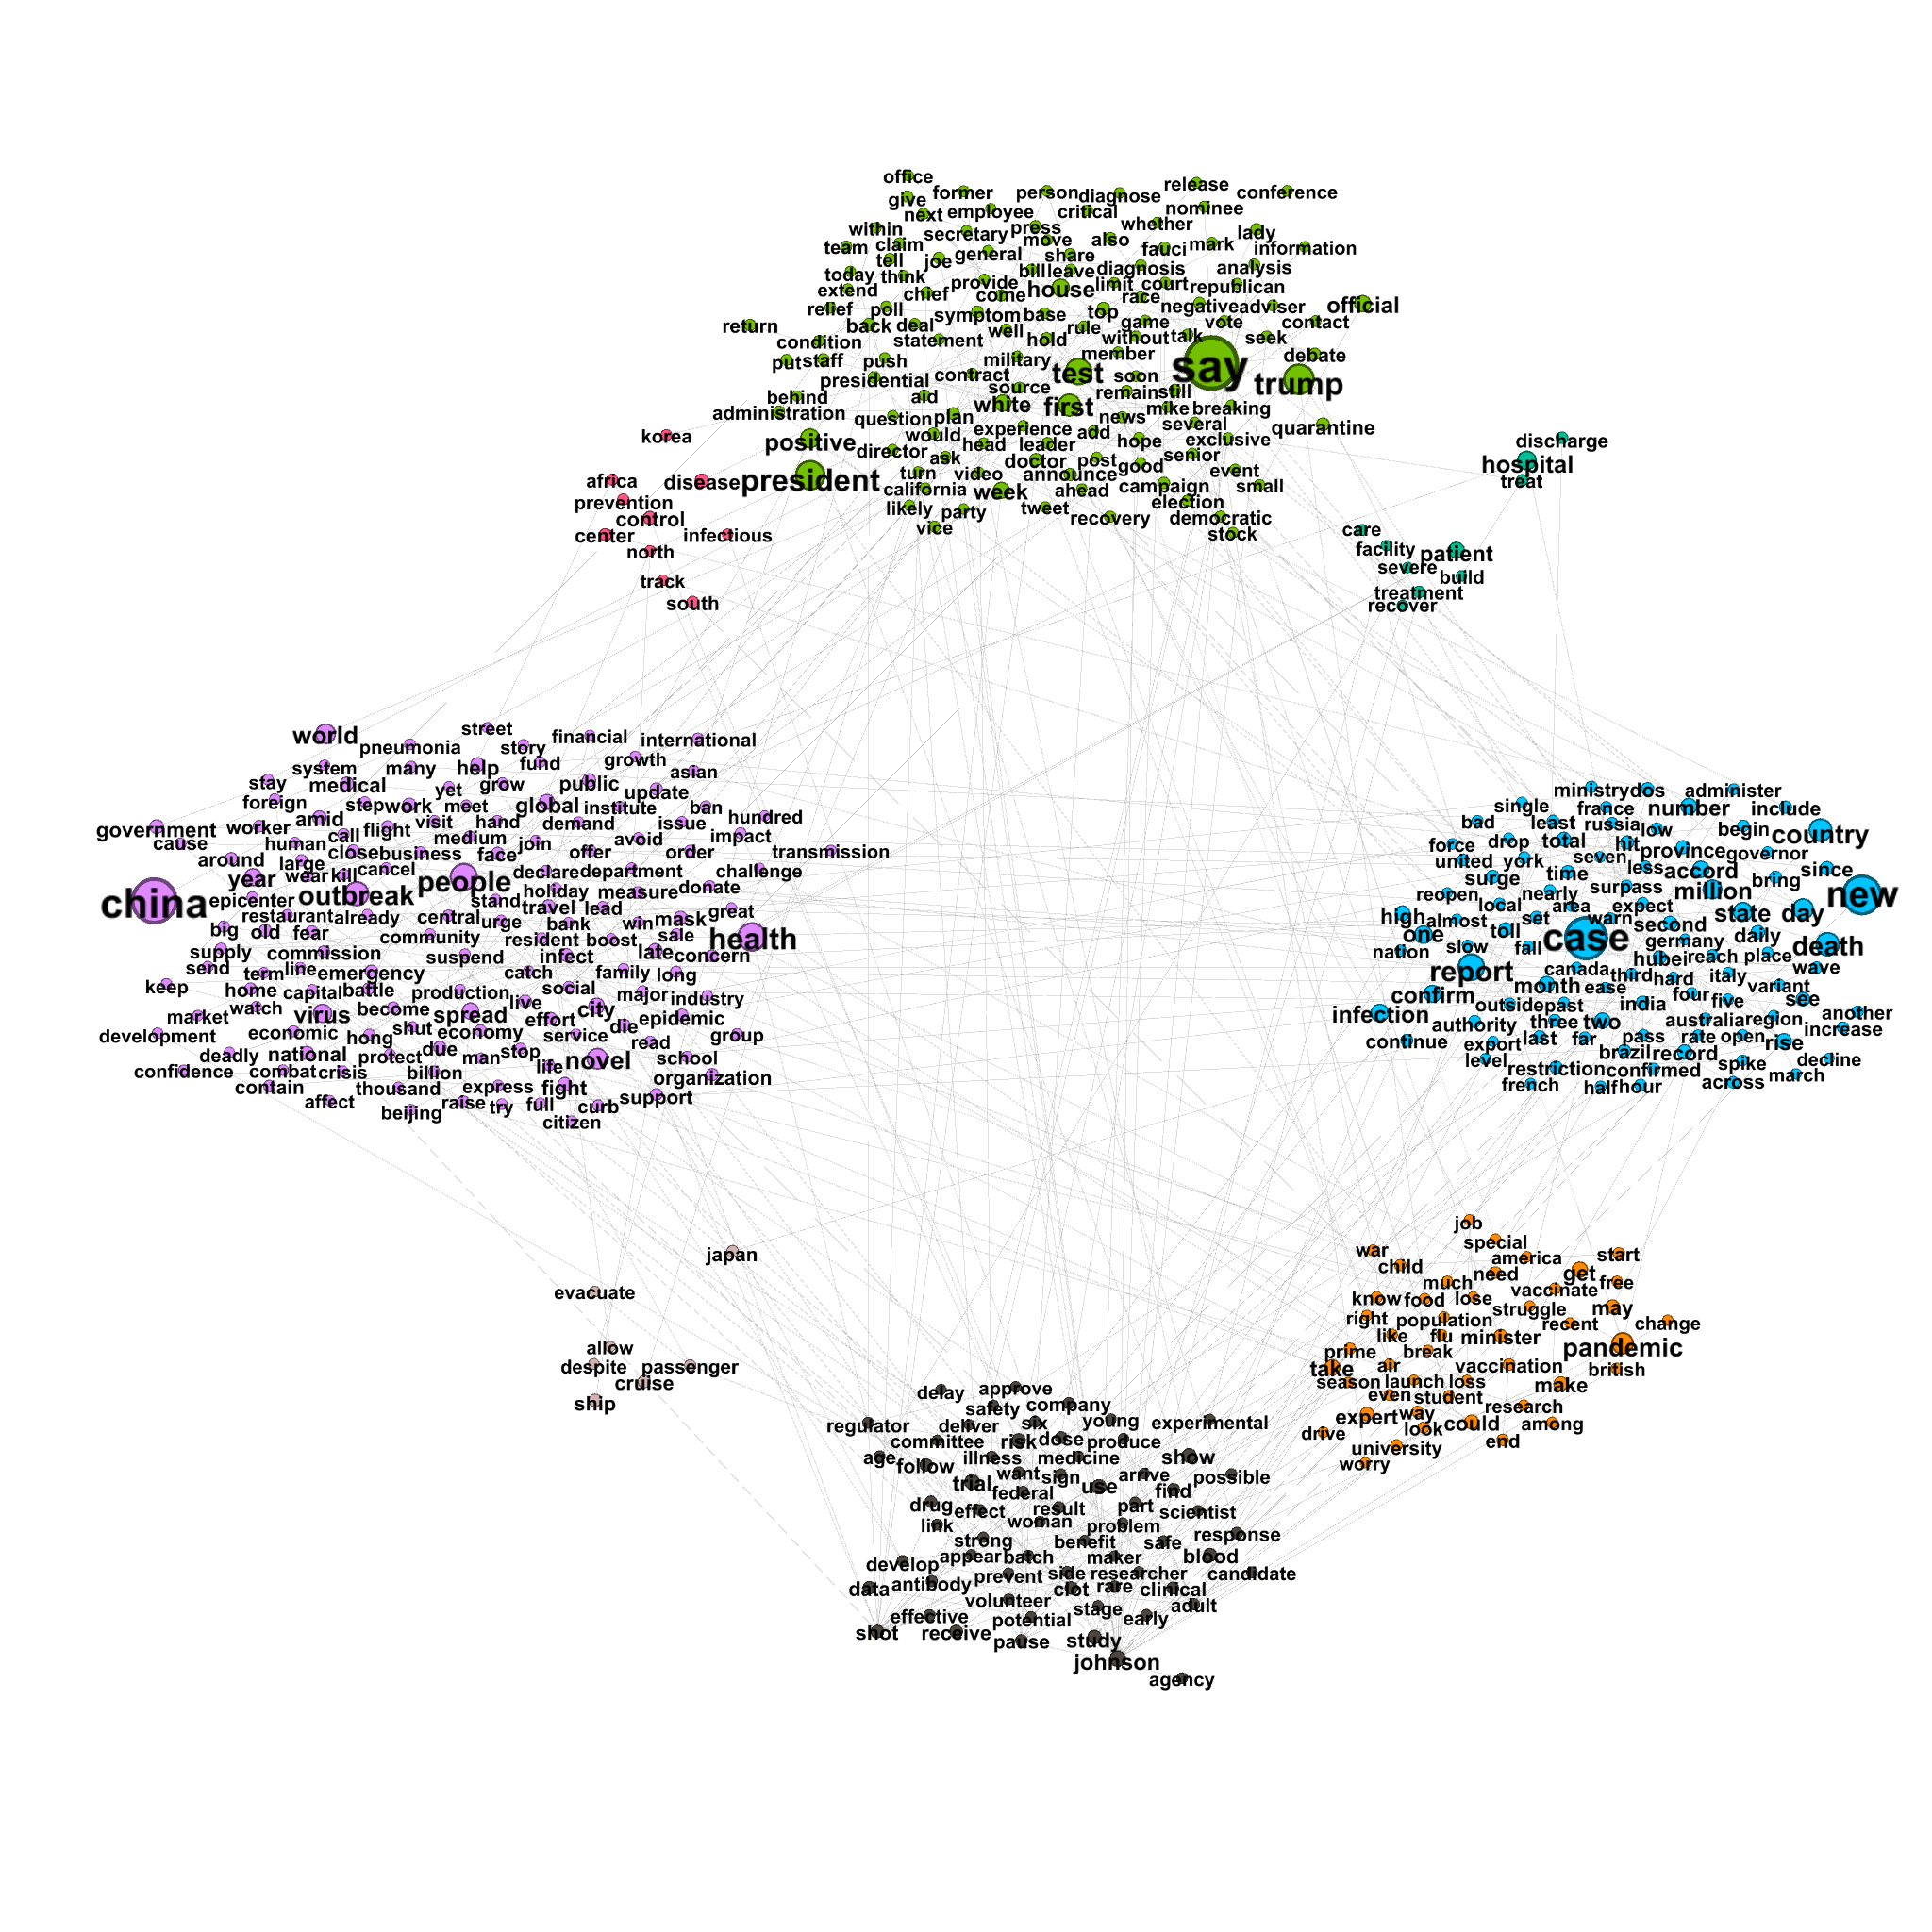 office
former
person
diagnose
release
conference
give
next
employee
critical
nominee
within
secretary
press
whether
lady
team
claim
move
also
fauci
mark
information
tell
joe
general
share
today
think
bill
leave
diagnosis
analysis
extend
chief
provide
come
house
limit
court
republican
relief
poll
symptom
base
top
race
negative
adviser
official
return
back
deal
well
rule
game
vote
contact
condition
statement
hold
without
talk
seek
put
staff
push
military
member
debate
presidential
contract
test
soon
say
trump
behind
aid
source
remain
still
administration
question
plan
white
first
news
mike
breaking
korea
positive
would
experience
add
several
quarantine
director
head
leader
hope
exclusive
discharge
africa
disease
president
ask
doctor
post
good
senior
hospital
prevention
turn
video
announce
event
treat
control
california
week
ahead
campaign
small
center
infectious
likely
party
tweet
election
north
vice
recovery
democratic
stock
track
south
care
facility
patient
severe
build
treatment
recover
world
street
financial
international
pneumonia
story
system
many
help
fund
growth
stay
medical
yet
grow
public
asian
foreign
step
work
meet
global
institute
update
ban
government
worker
amid
visit
hand
demand
issue
hundred
cause
human
call
flight
medium
join
avoid
impact
around
large
close
business
face
offer
order
transmission
year
wear
kill
cancel
people
declare
department
challenge
china
epicenter
outbreak
stand
holiday
measure
donate
restaurant
already
central
travel
lead
mask
great
big
old
fear
community
urge
bank
win
sale
health
supply
commission
resident
boost
send
term
line
emergency
suspend
infect
late
concern
keep
home
capital
battle
catch
family
long
market
watch
virus
become
production
live
social
major
industry
development
economic
hong
shut
spread
effort
city
epidemic
deadly
national
protect
due
economy
service
die
read
group
confidence
combat
crisis
billion
man
stop
life
novel
school
contain
thousand
express
fight
organization
affect
beijing
raise
try
full
curb
support
citizen
ministry
dos
administer
single
france
number
include
bad
least
russia
low
begin
country
force
drop
total
hit
province
governor
united
york
seven
less
accord
since
surge
time
surpass
million
bring
reopen
nearly
new
high
local
area
expect
state
day
almost
set
warn
second
one
toll
case
germany
daily
death
nation
slow
fall
hubei
reach
place
report
canada
third
hard
italy
wave
confirm
month
ease
four
five
variant
see
infection
outside
past
india
another
authority
three
two
australia
region
increase
continue
export
last
far
pass
rate
open
rise
level
brazil
record
spike
decline
restriction
confirmed
march
french
half
hour
across
japan
evacuate
allow
despite
passenger
cruise
ship
job
war
special
start
child
america
much
need
get
free
know
food
lose
vaccinate
may
right
population
struggle
recent
change
like
flu
minister
prime
break
pandemic
take
air
vaccination
british
season
launch
loss
make
even
student
research
expert
way
could
among
drive
look
end
university
worry
delay
approve
safety
company
regulator
deliver
six
young
experimental
committee
risk
dose
produce
age
follow
illness
medicine
show
trial
want
sign
use
arrive
possible
federal
find
drug
effect
result
part
scientist
link
woman
problem
response
strong
benefit
safe
develop
appear
batch
maker
blood
data
antibody
prevent
side
researcher
candidate
clot
rare
clinical
volunteer
stage
adult
effective
potential
early
shot
receive
pause
study
johnson
agency